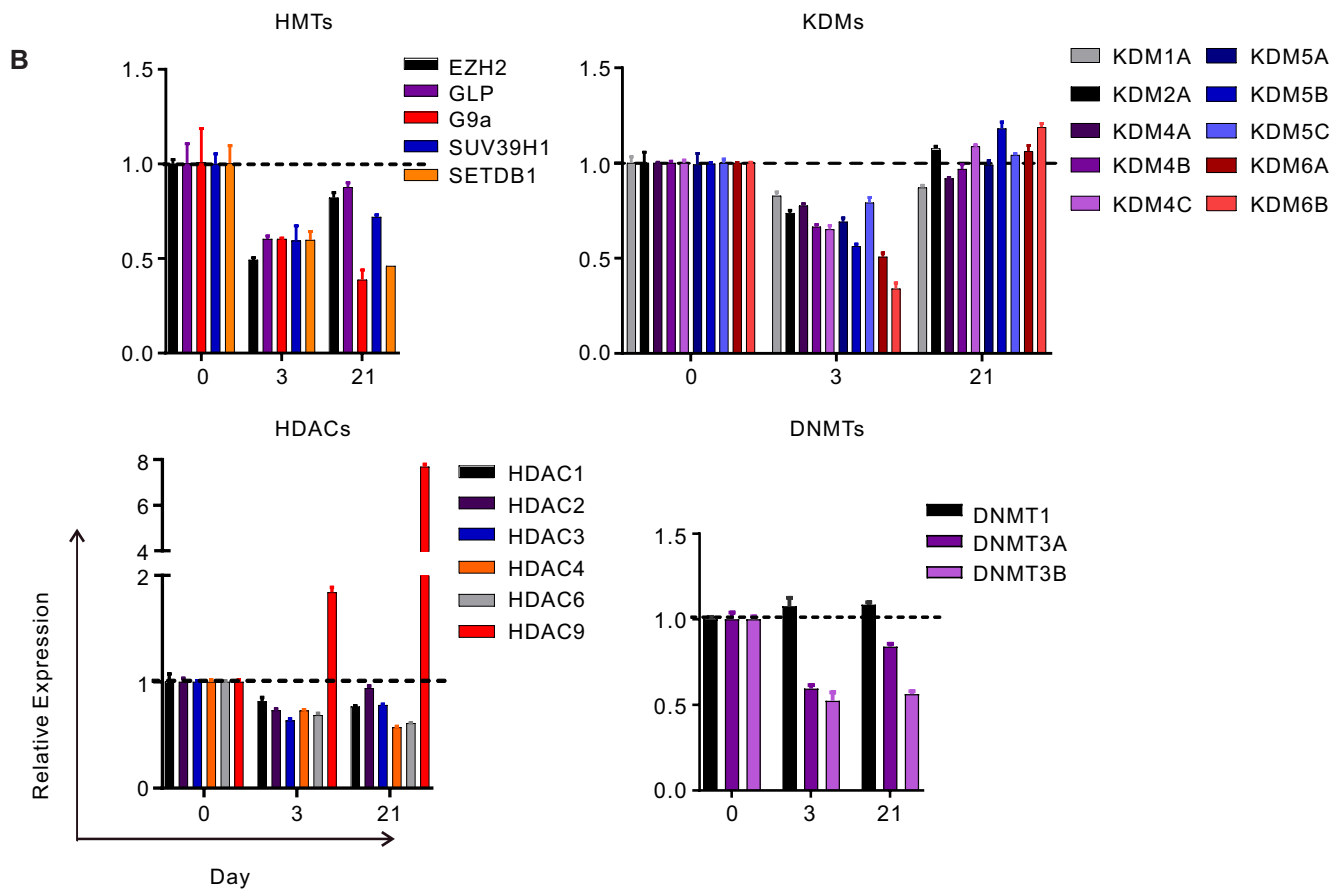 B
HMTs
1.5
1.0
0.5
0.0
0 3 21
EZH2
GLP
G9a
SUV39H1
SETDB1
KDMs
1.5
1.0
0.5
0.0
0 3 21
KDM1A KDM5A
KDM2A KDM5B
KDM4A KDM5C
KDM4B KDM6A
KDM4C KDM6B
HDACs
8
6
4
2
1
0
0 3 21
HDAC1
HDAC2
HDAC3
HDAC4
HDAC6
HDAC9
Relative Expression
Day
DNMTs
1.5
1.0
0.5
0.0
0 3 21
DNMT1
DNMT3A
DNMT3B